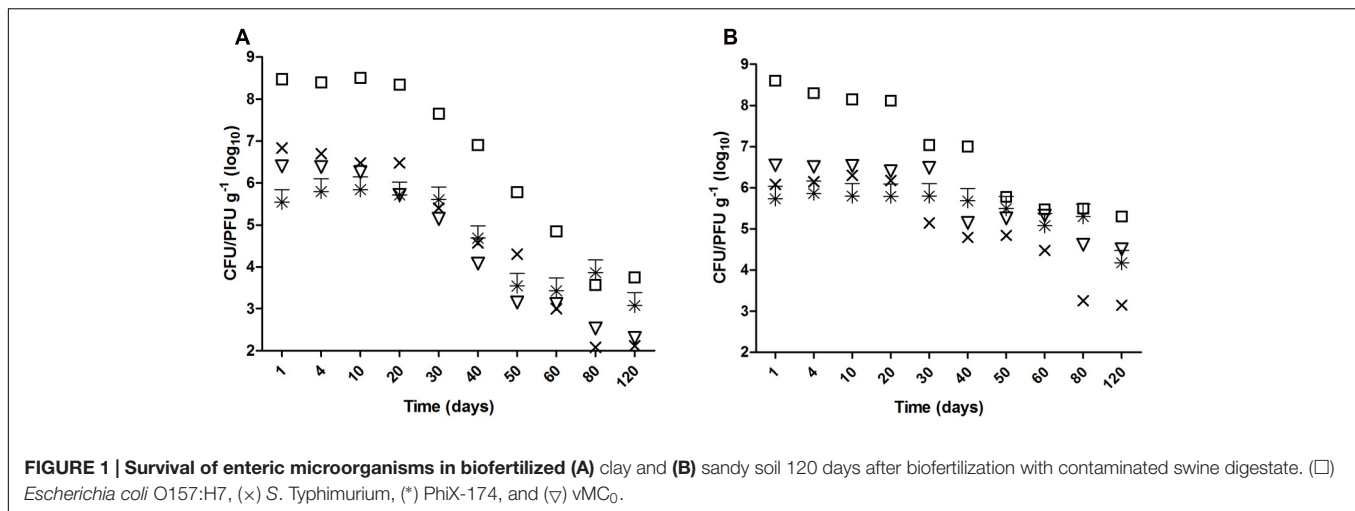 A
B
CFU/PFU g⁻¹ (log₁₀)
9
8
7
6
5
4
3
2
1 4 10 20 30 40 50 60 80 120
Time (days)
CFU/PFU g⁻¹ (log₁₀)
9
8
7
6
5
4
3
2
1 4 10 20 30 40 50 60 80 120
Time (days)
FIGURE 1 | Survival of enteric microorganisms in biofertilized (A) clay and (B) sandy soil 120 days after biofertilization with contaminated swine digestate. (□)
Escherichia coli O157:H7, (×) S. Typhimurium, (*) PhiX-174, and (▽) vMC₀.